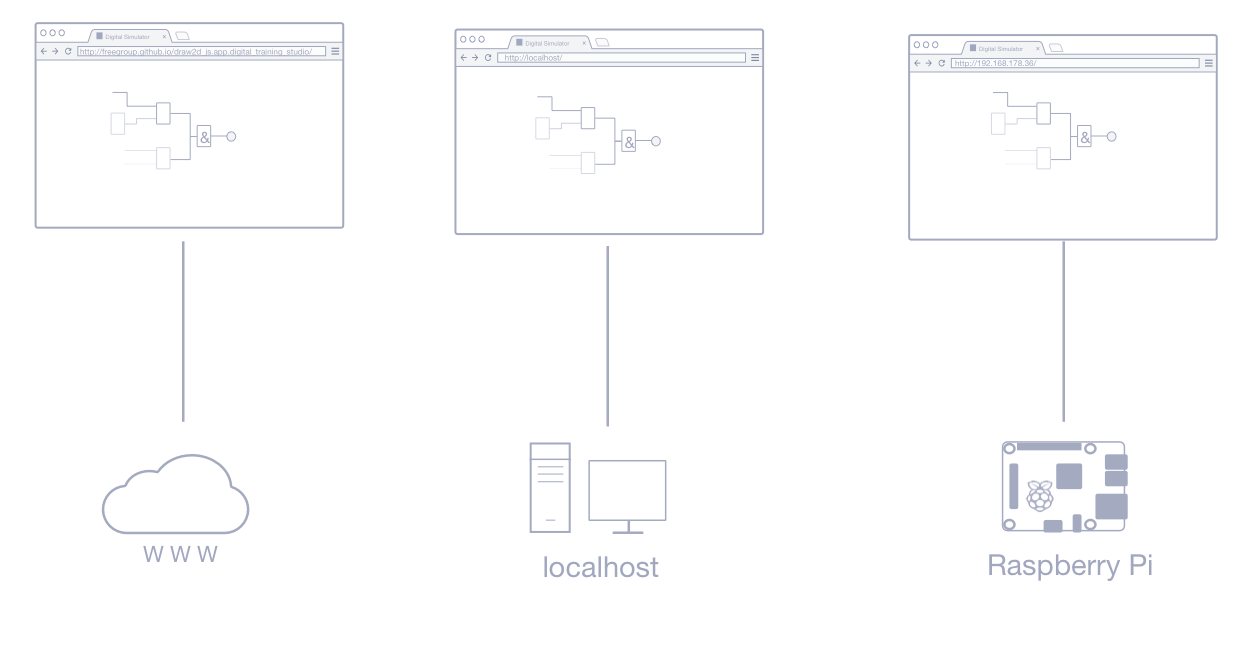 Digital Simulator x
http://freegroup.github.io/draw2d_js.app.digital_training_studio/
&
W W W
Digital Simulator x
http://localhost/
&
localhost
Digital Simulator x
http://192.168.178.36/
&
Raspberry Pi